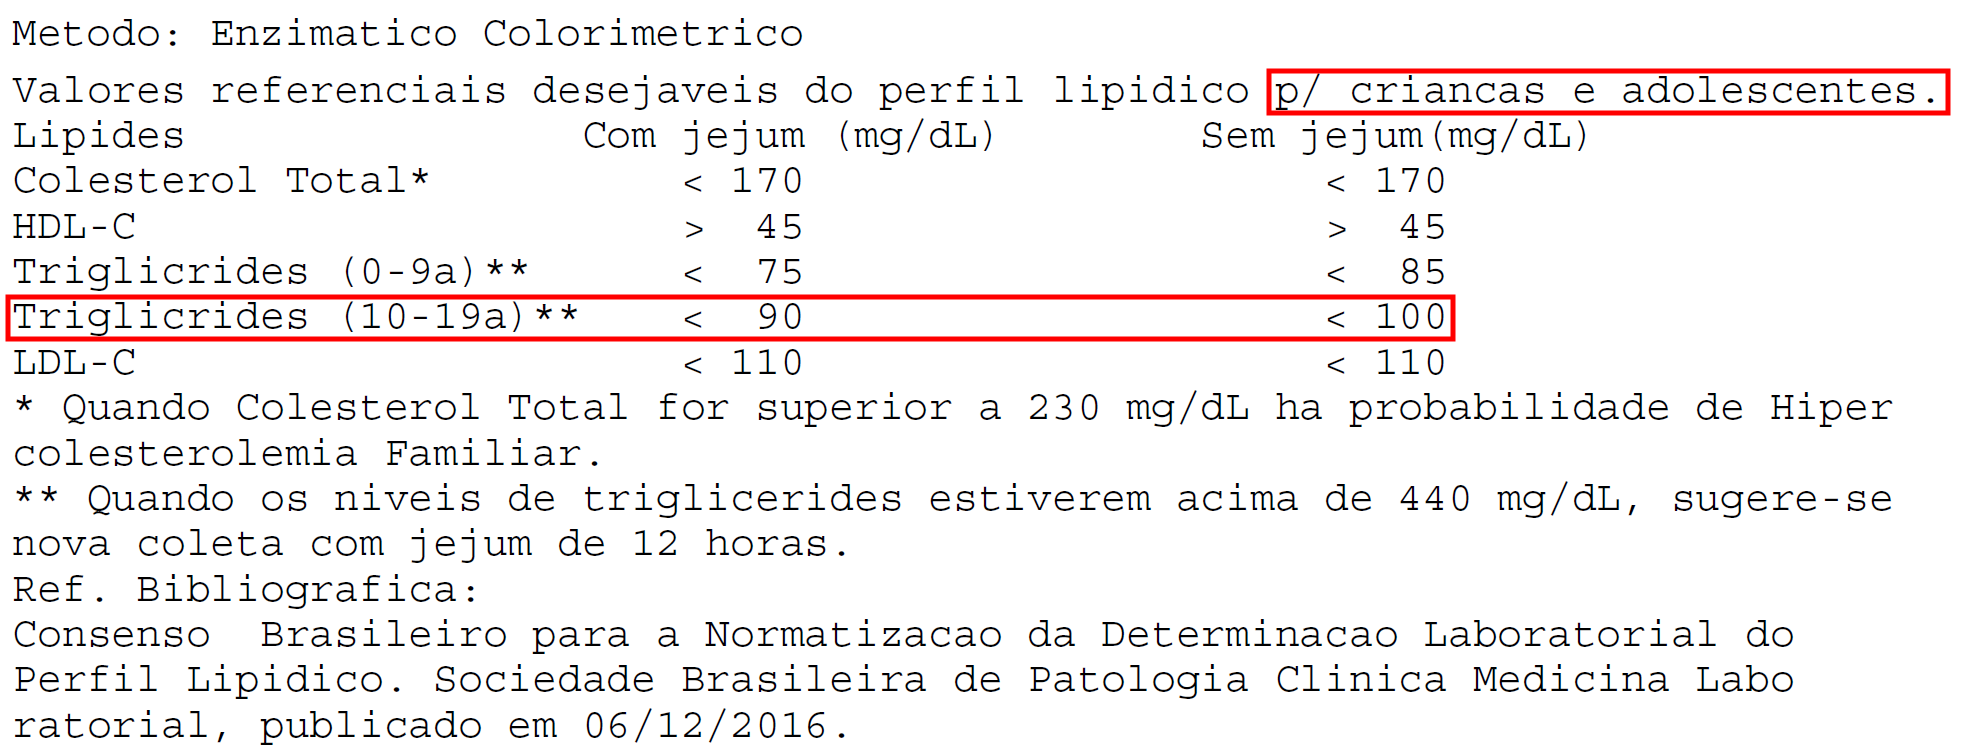 Metodo: Enzimatico Colorimetrico
Valores referenciais desejaveis do perfil lipidico p/ criancas e adolescentes.
Lipides Com jejum (mg/dL) Sem jejum(mg/dL)
Colesterol Total* < 170 < 170
HDL-C > 45 > 45
Triglicrides (0-9a)** < 75 < 85
Triglicrides (10-19a)** < 90 < 100
LDL-C < 110 < 110
* Quando Colesterol Total for superior a 230 mg/dL ha probabilidade de Hiper
colesterolemia Familiar.
** Quando os niveis de triglicerides estiverem acima de 440 mg/dL, sugere-se
nova coleta com jejum de 12 horas.
Ref. Bibliografica:
Consenso Brasileiro para a Normatizacao da Determinacao Laboratorial do
Perfil Lipidico. Sociedade Brasileira de Patologia Clinica Medicina Labo
ratorial, publicado em 06/12/2016.